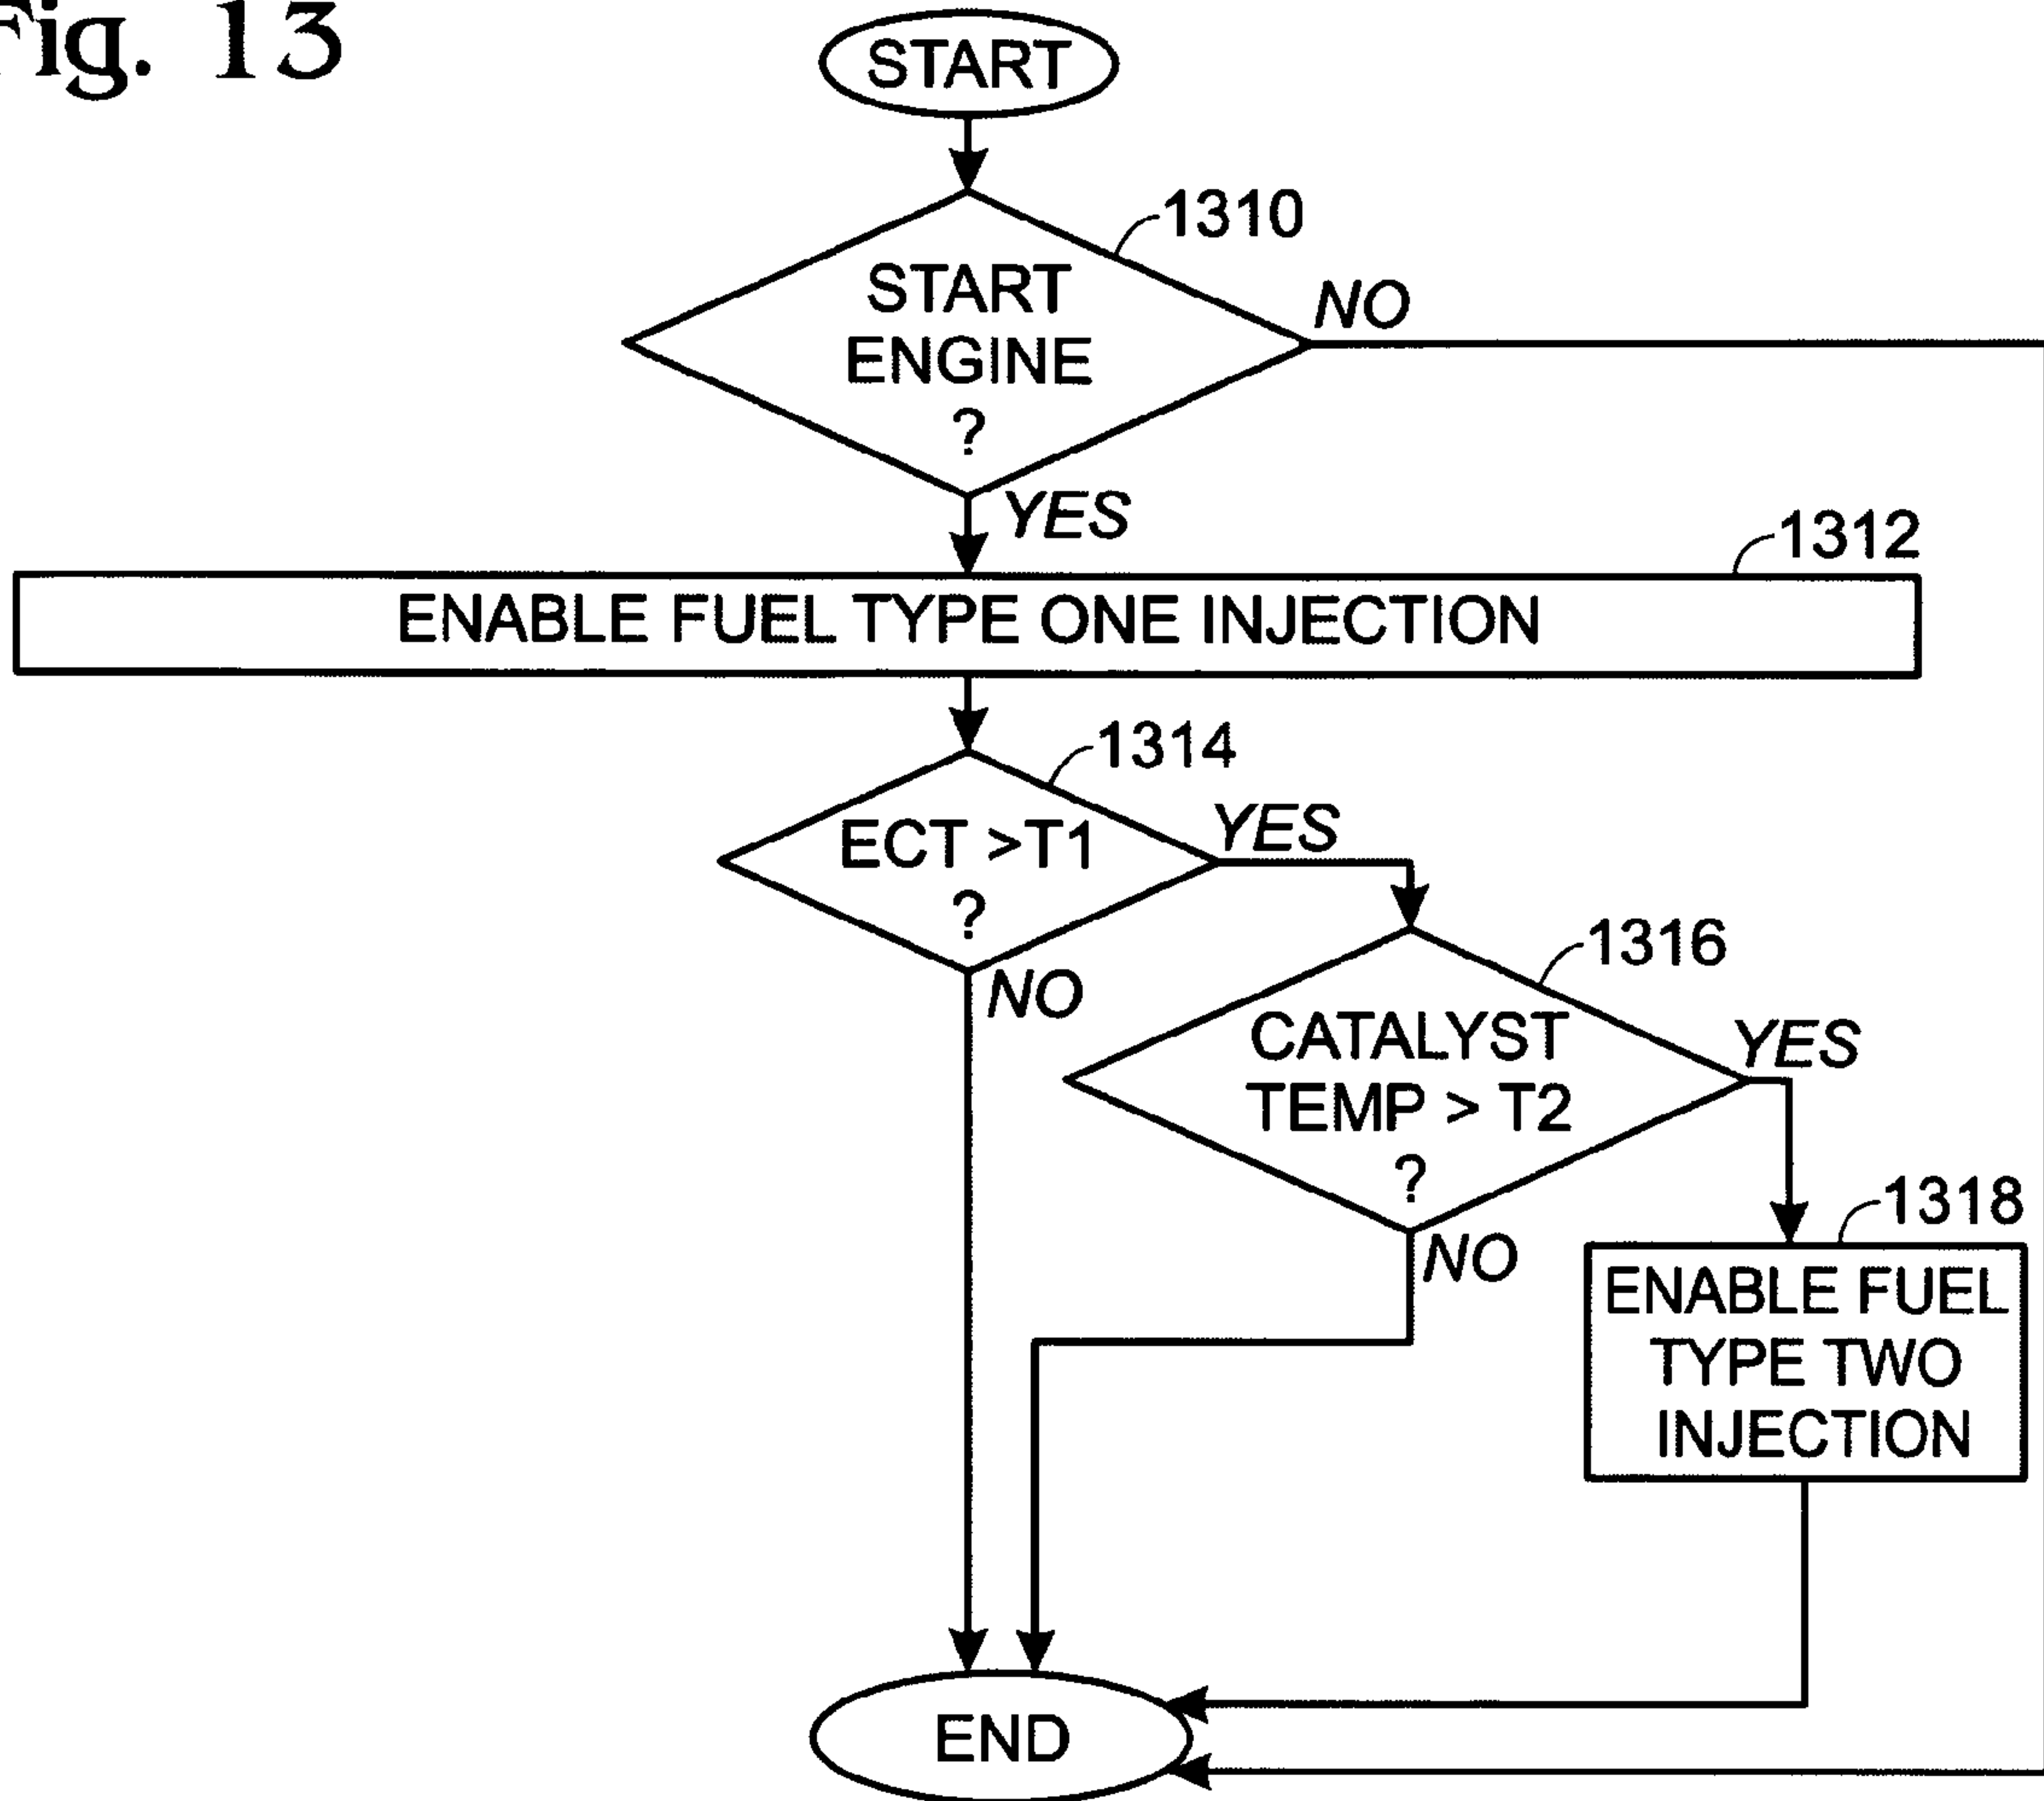 Fig. 13
START
1310
START
ENGINE
?
NO
YES
1312
ENABLE FUEL TYPE ONE INJECTION
1314
ECT >T1
?
YES
NO
1316
CATALYST
TEMP > T2
?
YES
NO
1318
ENABLE FUEL
TYPE TWO
INJECTION
END